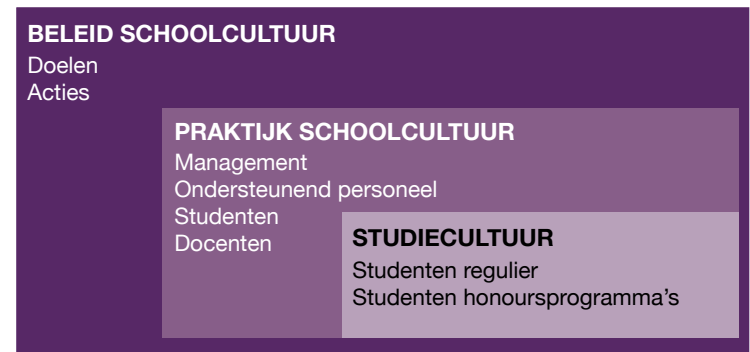 BELEID SCHOOLCULTUUR
Doelen
Acties
PRAKTIJK SCHOOLCULTUUR
Management
Ondersteunend personeel
Studenten
Docenten
STUDIECULTUUR
Studenten regulier
Studenten honoursprogramma’s